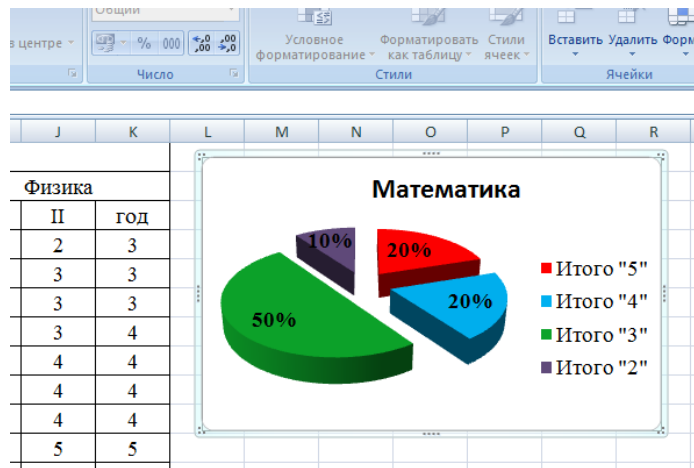 Общий
в центре
% 000 ,00 ,0 ,00 ,0
Условное форматирование
Форматировать как таблицу
Стили ячеек
Вставить Удалить Форм
Число
Стили
Ячейки
J K L M N O P Q R
Физика
II год
2 3
3 3
3 3
3 4
4 4
4 4
4 4
5 5
Математика
10% 20%
20%
50%
Итого "5"
Итого "4"
Итого "3"
Итого "2"